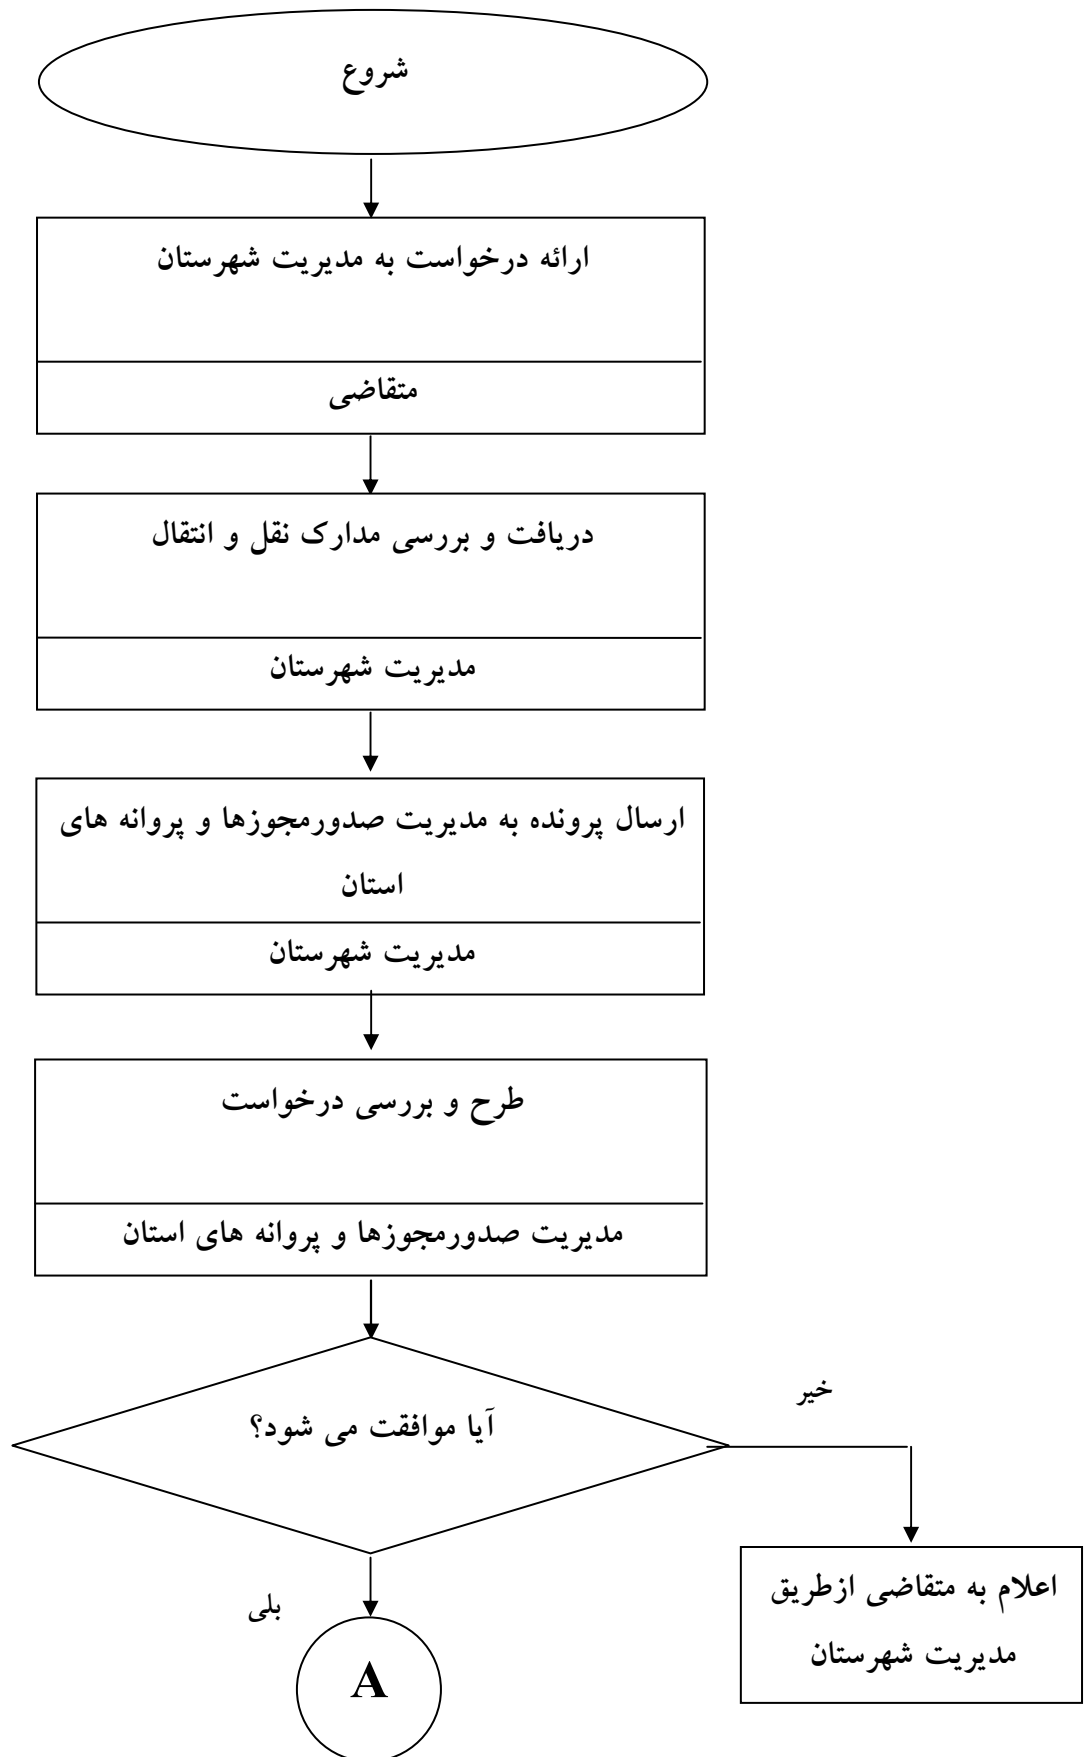 شروع
ارائه درخواست به مدیریت شهرستان
متقاضی
دریافت و بررسی مدارک نقل و انتقال
مدیریت شهرستان
ارسال پرونده به مدیریت صدورمجوزها و پروانه های
استان
مدیریت شهرستان
طرح و بررسی درخواست
مدیریت صدورمجوزها و پروانه های استان
آیا موافقت می شود؟
خیر
اعلام به متقاضی ازطریق
مدیریت شهرستان
بلی
A